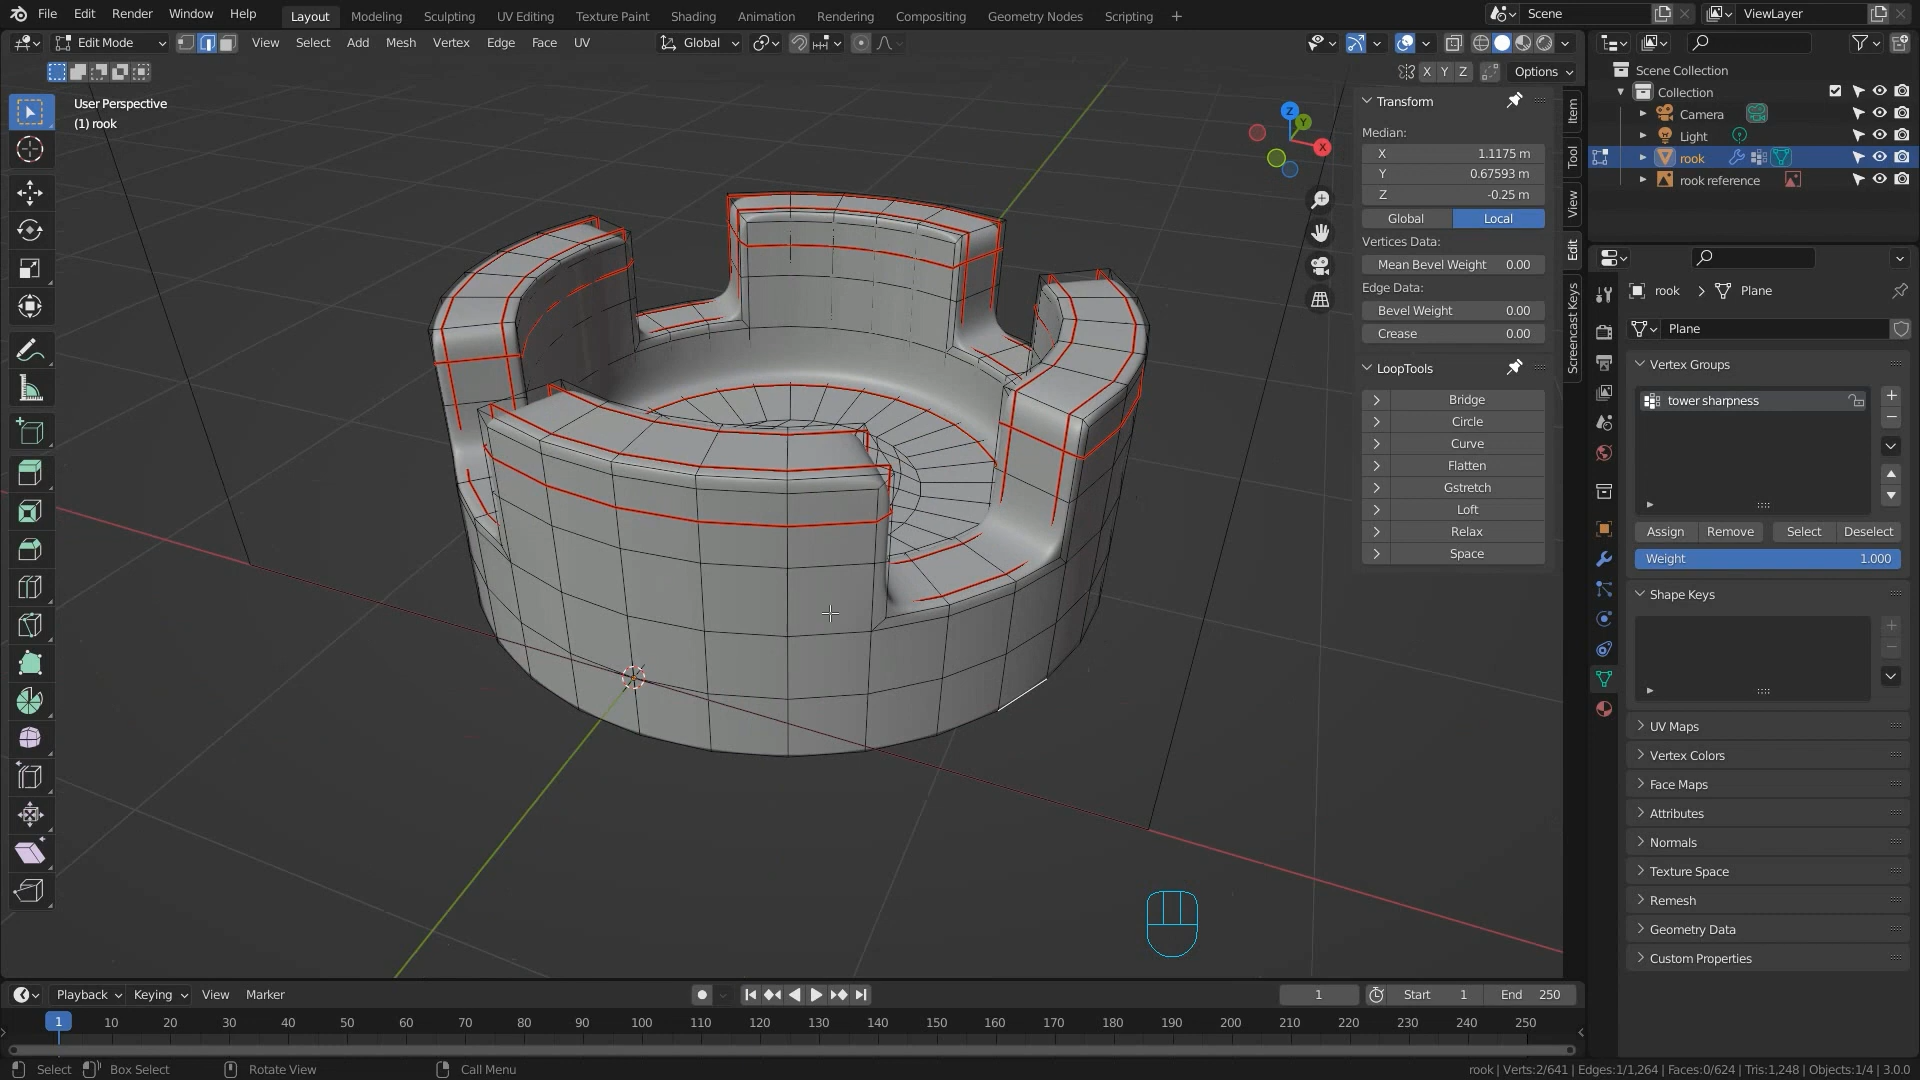 File Edit Render Window Help Layout Modeling Sculpting UV Editing Texture Paint Shading Animation Rendering Compositing Geometry Nodes Scripting + Scene ViewLayer
Edit Mode View Select Add Mesh Vertex Edge Face UV Global
X Y Z Options
User Perspective
(1) rook
Z
Y
X
Transform
Median:
X 1.1175 m
Y 0.67593 m
Z -0.25 m
Global Local
Vertices Data:
Mean Bevel Weight 0.00
Edge Data:
Bevel Weight 0.00
Crease 0.00
LoopTools
Bridge
Circle
Curve
Flatten
Gstretch
Loft
Relax
Space
Item
Tool
View
Edit
Screencast Keys
Scene Collection
Collection
Camera
Light
rook
rook reference
rook > Plane
Plane
Vertex Groups
tower sharpness
Assign Remove Select Deselect
Weight 1.000
Shape Keys
UV Maps
Vertex Colors
Face Maps
Attributes
Normals
Texture Space
Remesh
Geometry Data
Custom Properties
Playback Keying View Marker 1 Start 1 End 250
1 10 20 30 40 50 60 70 80 90 100 110 120 130 140 150 160 170 180 190 200 210 220 230 240 250
Select Box Select Rotate View Call Menu rook | Verts:2/641 | Edges:1/1,264 | Faces:0/624 | Tris:1,248 | Objects:1/4 | 3.0.0